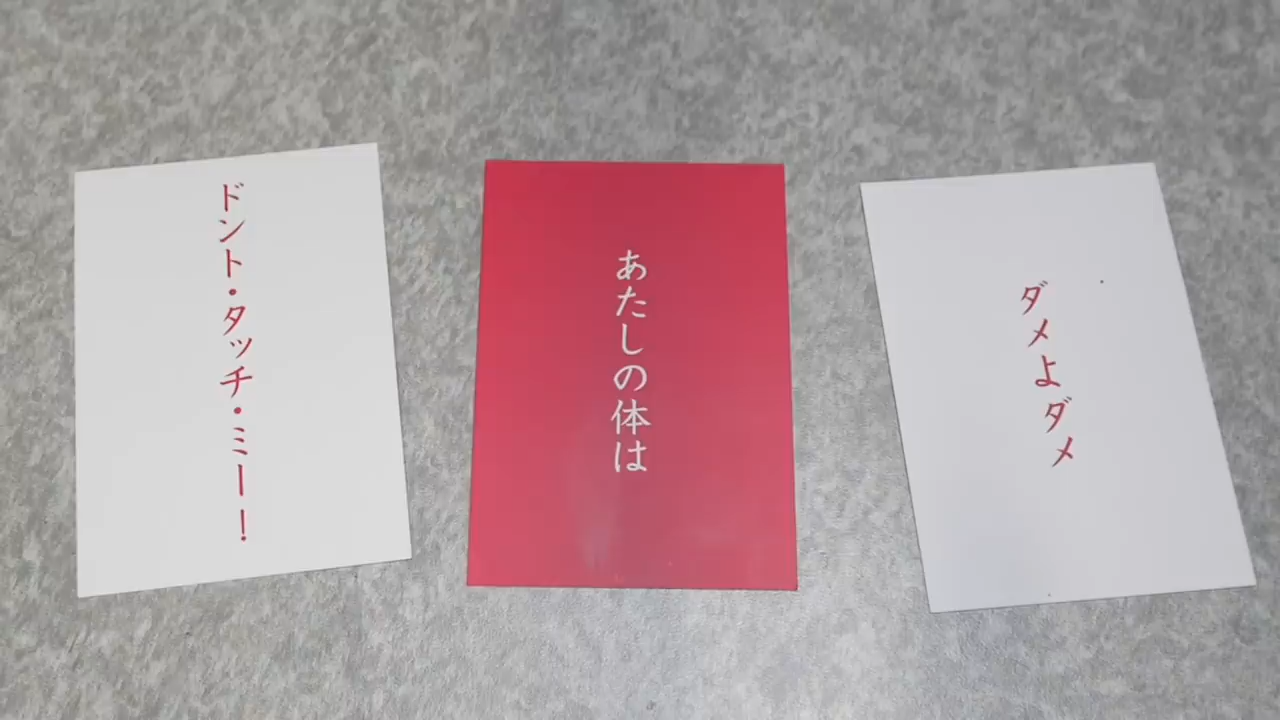 ダメよダメ
あたしの体は
ドント・タッチ・ミー！